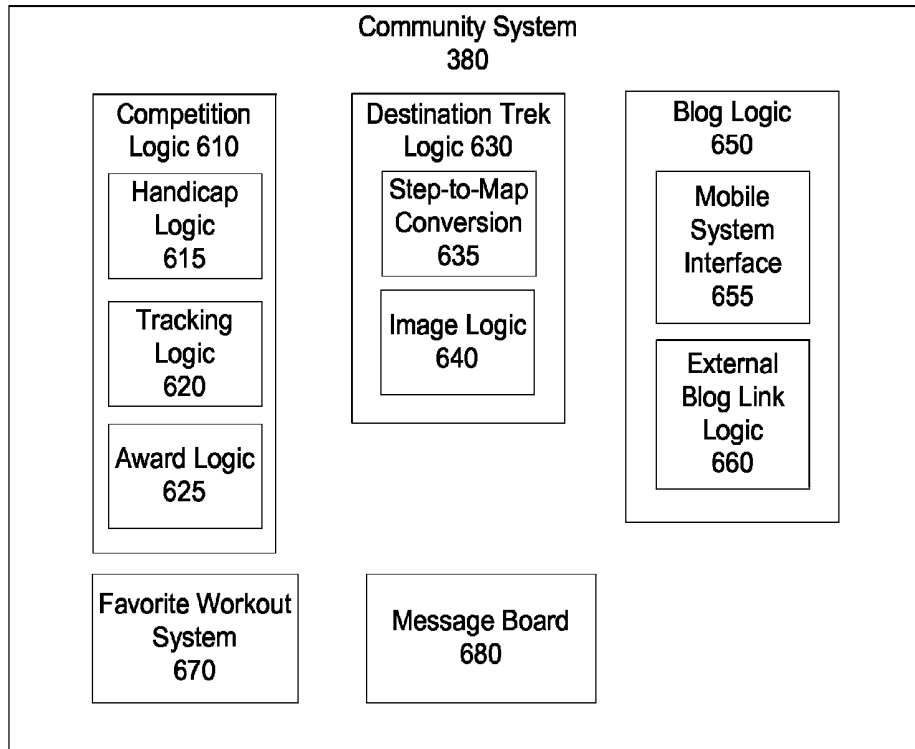 Community System
380
Competition
Logic 610
Handicap
Logic
615
Tracking
Logic
620
Award Logic
625
Destination Trek
Logic 630
Step-to-Map
Conversion
635
Image Logic
640
Blog Logic
650
Mobile
System
Interface
655
External
Blog Link
Logic
660
Favorite Workout
System
670
Message Board
680